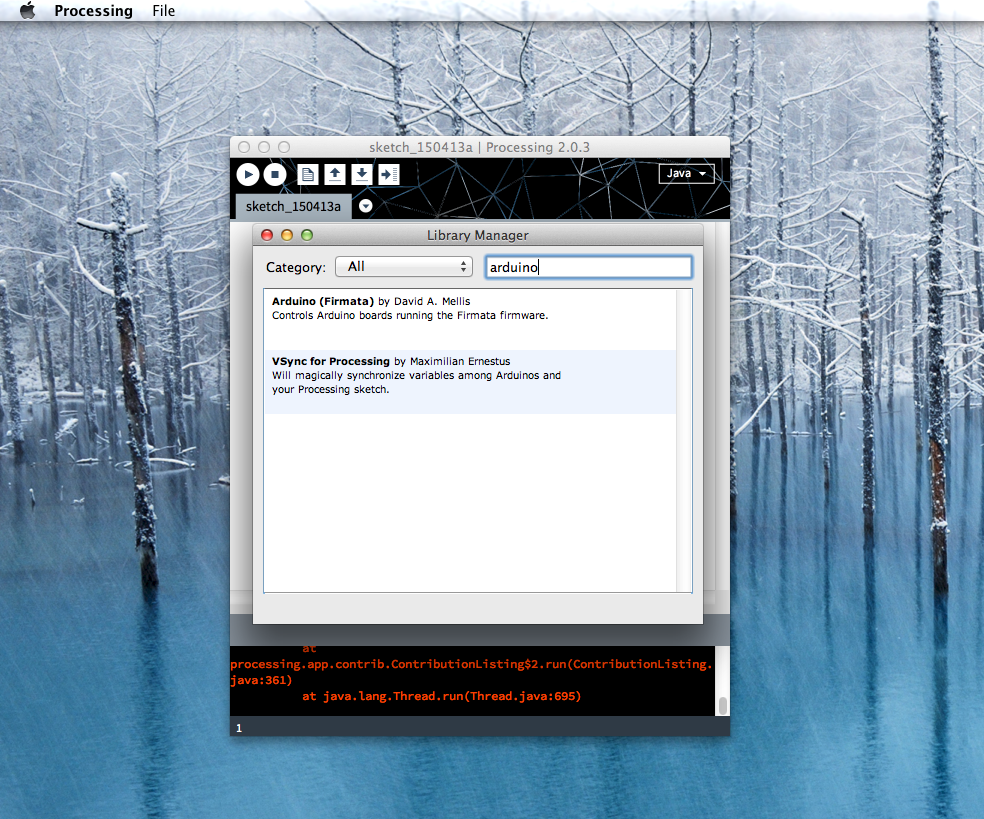 Processing File
sketch_150413a | Processing 2.0.3
Java
sketch_150413a
Library Manager
Category: All arduino
Arduino (Firmata) by David A. Mellis
Controls Arduino boards running the Firmata firmware.
VSync for Processing by Maximilian Ernestus
Will magically synchronize variables among Arduinos and
your Processing sketch.
at
processing.app.contrib.ContributionListing$2.run(ContributionListing.
java:361)
at java.lang.Thread.run(Thread.java:695)
1